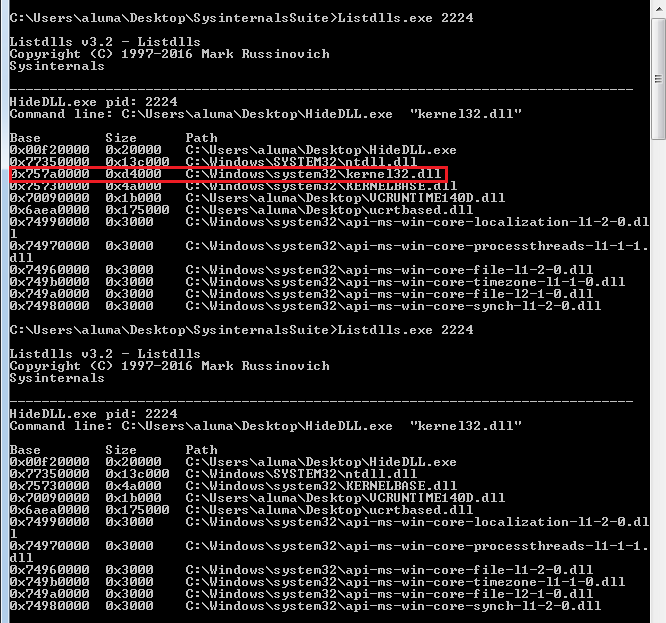 C:\Users\aluma\Desktop\SysinternalsSuite>Listdlls.exe 2224
Listdlls v3.2 - Listdlls
Copyright (C) 1997-2016 Mark Russinovich
Sysinternals
------------------------------------------------------------------------------
HideDLL.exe pid: 2224
Command line: C:\Users\aluma\Desktop\HideDLL.exe  "kernel32.dll"
Base        Size      Path
0x00f20000  0x20000   C:\Users\aluma\Desktop\HideDLL.exe
0x77350000  0x13c000  C:\Windows\SYSTEM32\ntdll.dll
0x757a0000  0xd4000   C:\Windows\system32\kernel32.dll
0x75730000  0x4a000   C:\Windows\system32\KERNELBASE.dll
0x70090000  0x1b000   C:\Users\aluma\Desktop\VCRUNTIME140D.dll
0x6aea0000  0x175000  C:\Users\aluma\Desktop\ucrtbased.dll
0x74990000  0x3000    C:\Windows\system32\api-ms-win-core-localization-l1-2-0.dl
l
0x74970000  0x3000    C:\Windows\system32\api-ms-win-core-processthreads-l1-1-1.
dll
0x74960000  0x3000    C:\Windows\system32\api-ms-win-core-file-l1-2-0.dll
0x749b0000  0x3000    C:\Windows\system32\api-ms-win-core-timezone-l1-1-0.dll
0x749a0000  0x3000    C:\Windows\system32\api-ms-win-core-file-l2-1-0.dll
0x74980000  0x3000    C:\Windows\system32\api-ms-win-core-synch-l1-2-0.dll
C:\Users\aluma\Desktop\SysinternalsSuite>Listdlls.exe 2224
Listdlls v3.2 - Listdlls
Copyright (C) 1997-2016 Mark Russinovich
Sysinternals
------------------------------------------------------------------------------
HideDLL.exe pid: 2224
Command line: C:\Users\aluma\Desktop\HideDLL.exe  "kernel32.dll"
Base        Size      Path
0x00f20000  0x20000   C:\Users\aluma\Desktop\HideDLL.exe
0x77350000  0x13c000  C:\Windows\SYSTEM32\ntdll.dll
0x75730000  0x4a000   C:\Windows\system32\KERNELBASE.dll
0x70090000  0x1b000   C:\Users\aluma\Desktop\VCRUNTIME140D.dll
0x6aea0000  0x175000  C:\Users\aluma\Desktop\ucrtbased.dll
0x74990000  0x3000    C:\Windows\system32\api-ms-win-core-localization-l1-2-0.dl
l
0x74970000  0x3000    C:\Windows\system32\api-ms-win-core-processthreads-l1-1-1.
dll
0x74960000  0x3000    C:\Windows\system32\api-ms-win-core-file-l1-2-0.dll
0x749b0000  0x3000    C:\Windows\system32\api-ms-win-core-timezone-l1-1-0.dll
0x749a0000  0x3000    C:\Windows\system32\api-ms-win-core-file-l2-1-0.dll
0x74980000  0x3000    C:\Windows\system32\api-ms-win-core-synch-l1-2-0.dll